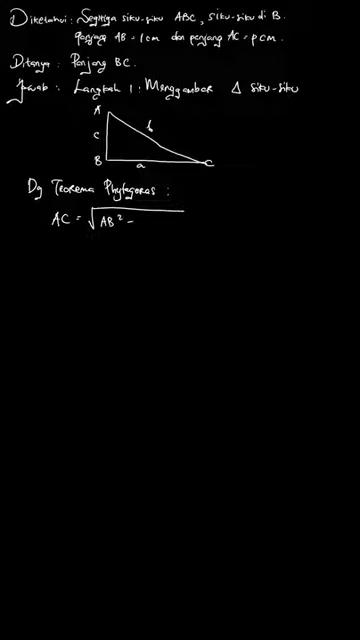 Diketahui: Segitiga siku-siku ABC, siku-siku di B.
panjang AB = 1 cm dan panjang AC = p cm.
Ditanya: Panjang BC.
Jawab: Langkah 1: Menggambar Δ siku-siku
A
b
c
B
a
C
Dg Teorema Phytagoras :
AC = √AB² -